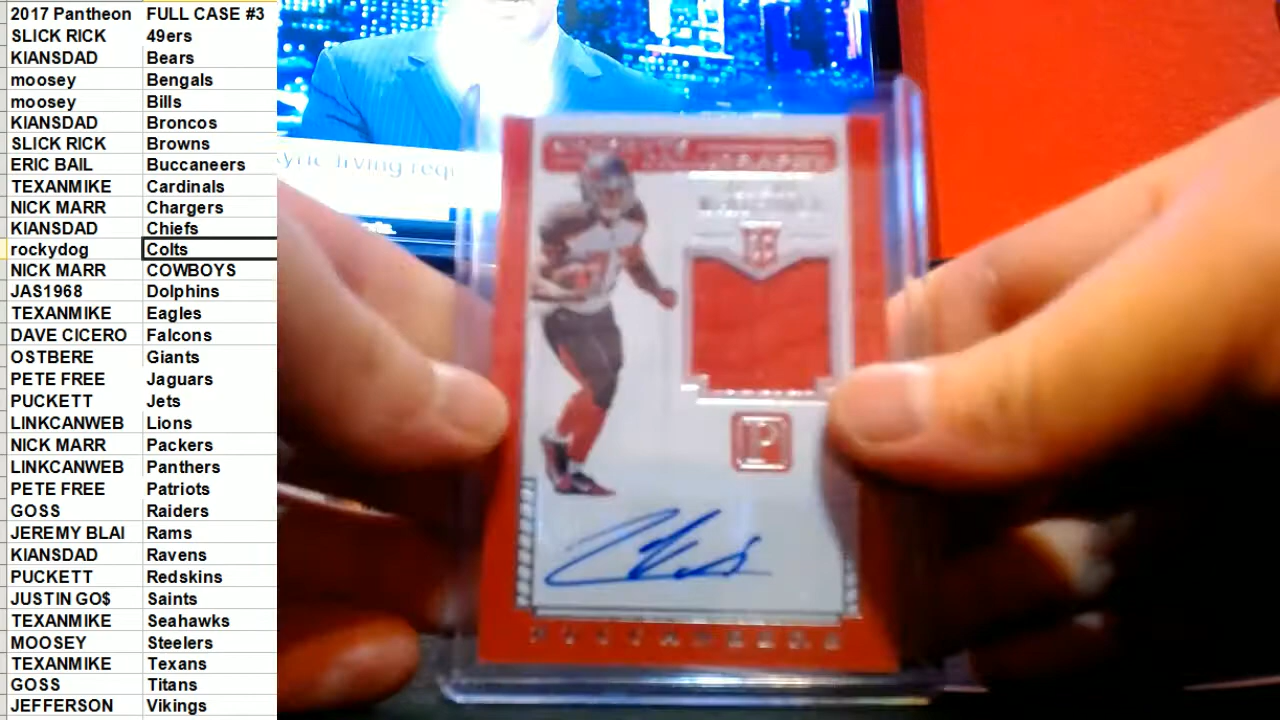 2017 Pantheon FULL CASE #3
SLICK RICK 49ers
KIANSDAD Bears
moosey Bengals
moosey Bills
KIANSDAD Broncos
SLICK RICK Browns
ERIC BAIL Buccaneers
TEXANMIKE Cardinals
NICK MARR Chargers
KIANSDAD Chiefs
rockydog Colts
NICK MARR COWBOYS
JAS1968 Dolphins
TEXANMIKE Eagles
DAVE CICERO Falcons
OSTBERE Giants
PETE FREE Jaguars
PUCKETT Jets
LINKCANWEB Lions
NICK MARR Packers
LINKCANWEB Panthers
PETE FREE Patriots
GOSS Raiders
JEREMY BLAI Rams
KIANSDAD Ravens
PUCKETT Redskins
JUSTIN GO$ Saints
TEXANMIKE Seahawks
MOOSEY Steelers
TEXANMIKE Texans
GOSS Titans
JEFFERSON Vikings
living
P